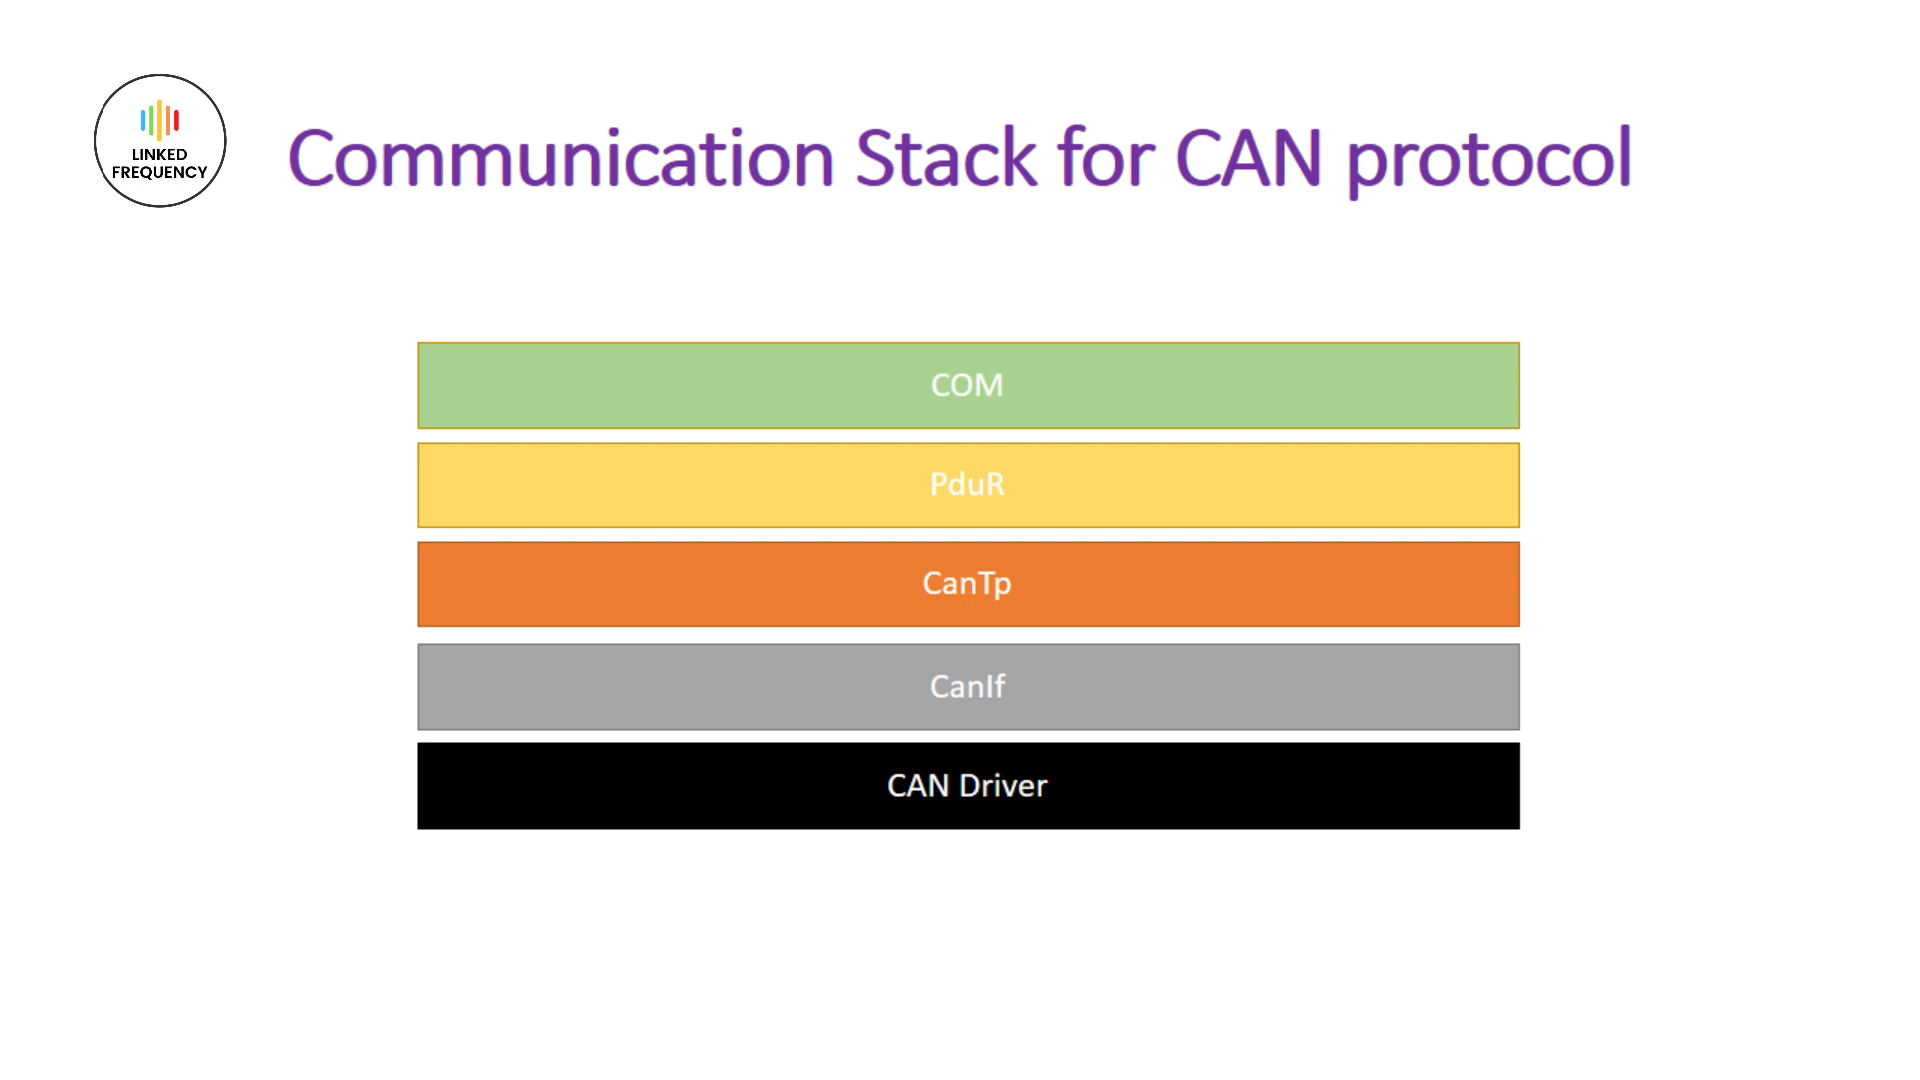 LINKED
FREQUENCY
Communication Stack for CAN protocol
COM
PduR
CanTp
CanIf
CAN Driver